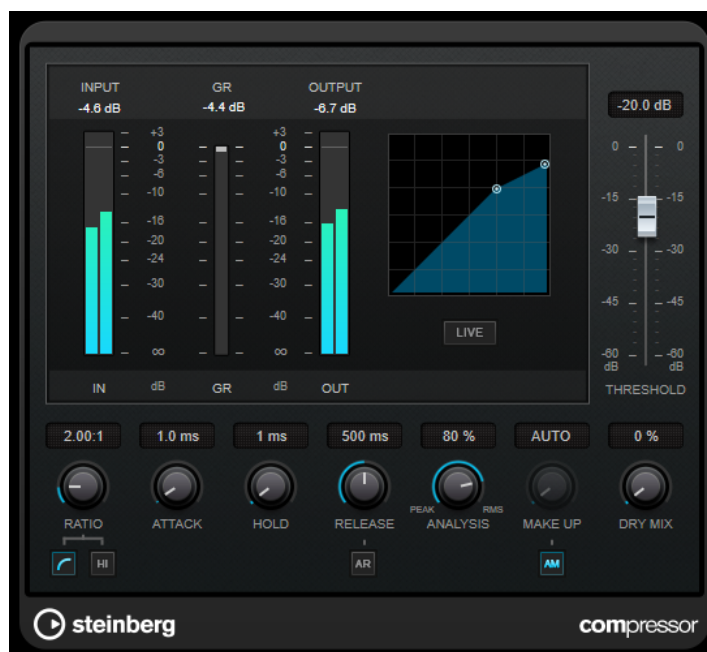 INPUT GR OUTPUT
-4.6 dB -4.4 dB -6.7 dB
-20.0 dB
+3 +3
0 0
-3 -3
-6 -6
-10 -10
-16 -16
-20 -20
-24 -24
-30 -30
-40 -40
∞ ∞
0 0
-15 -15
-30 -30
-45 -45
-60 -60
dB dB
LIVE
IN dB GR dB OUT
THRESHOLD
2.00:1 1.0 ms 1 ms 500 ms 80 % AUTO 0 %
PEAK RMS
RATIO ATTACK HOLD RELEASE ANALYSIS MAKE UP DRY MIX
HI AR AM
steinberg compressor